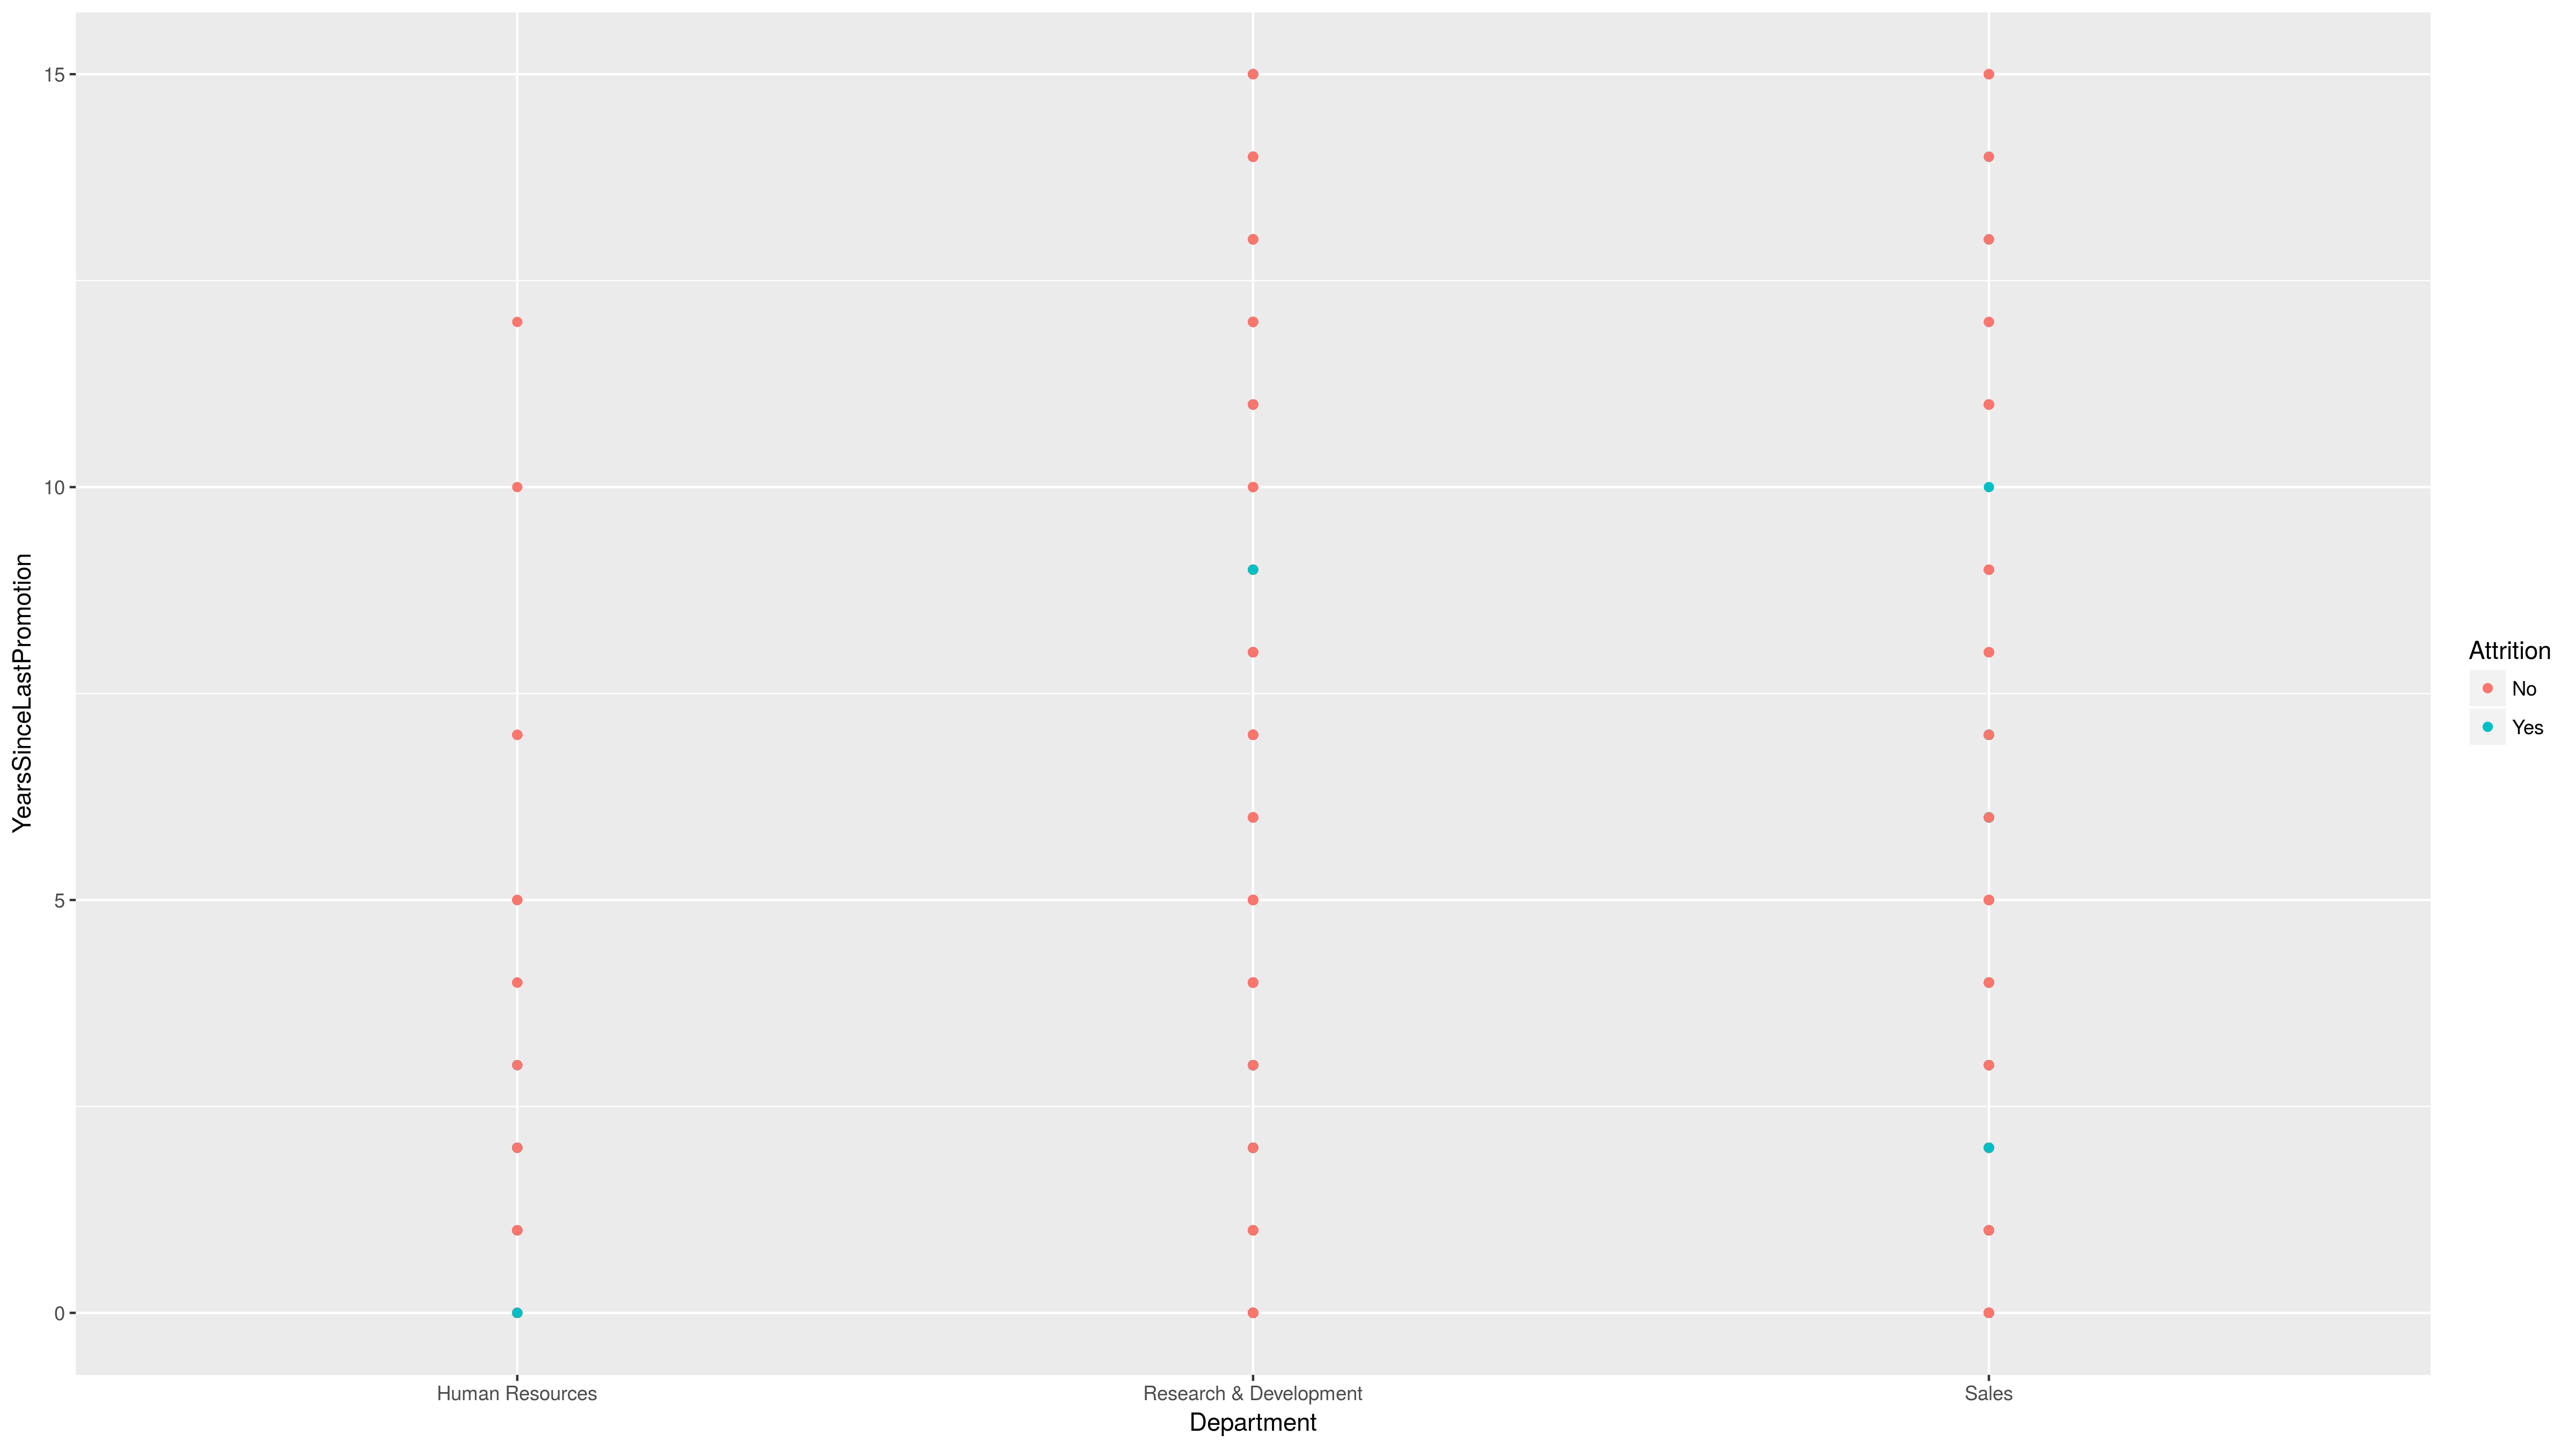 15
10
5
0
YearsSinceLastPromotion
Human Resources
Research & Development
Sales
Department
Attrition
No
Yes